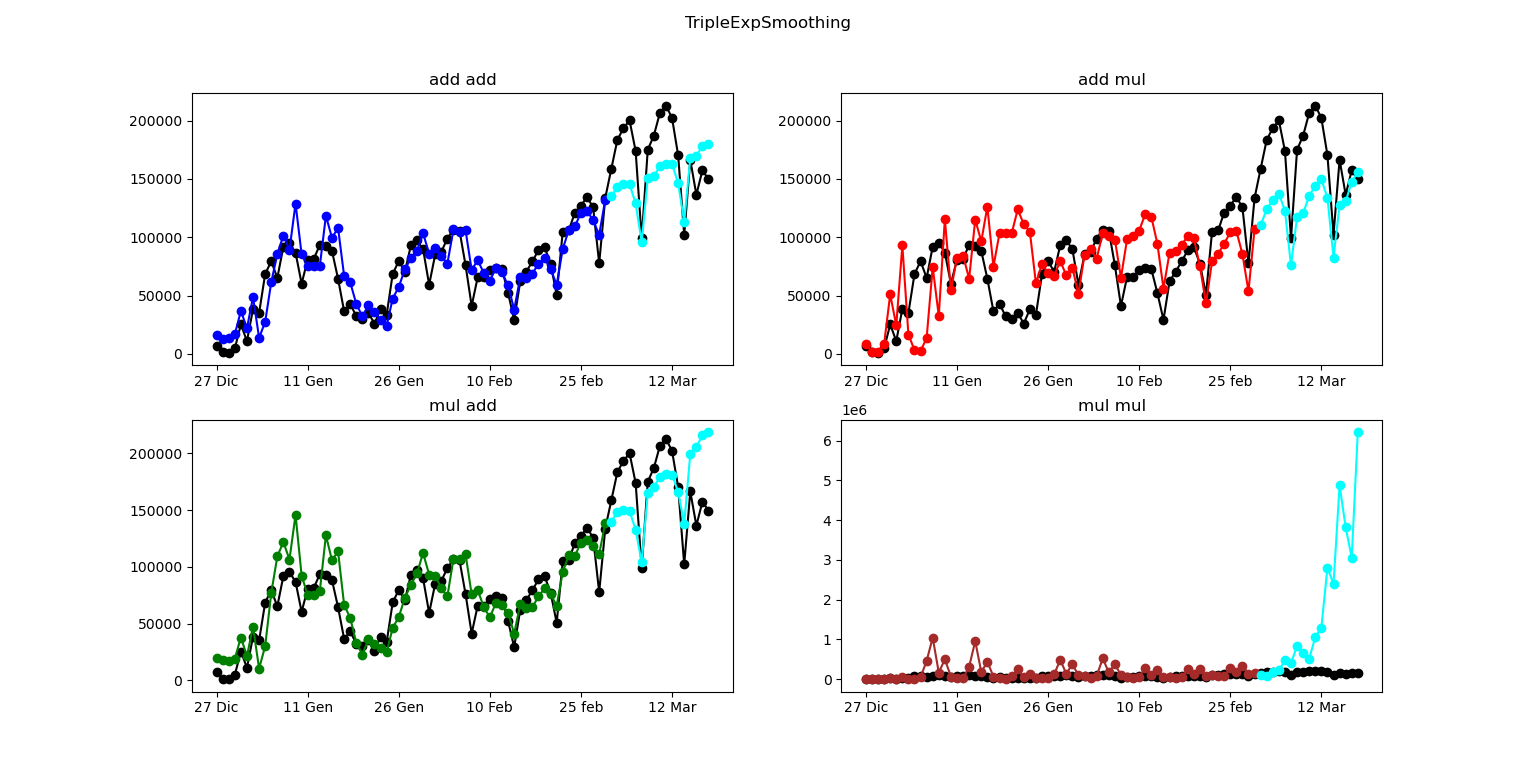 TripleExpSmoothing
add add
200000
150000
100000
50000
0
27 Dic 11 Gen 26 Gen 10 Feb 25 feb 12 Mar
add mul
200000
150000
100000
50000
0
27 Dic 11 Gen 26 Gen 10 Feb 25 feb 12 Mar
mul add
200000
150000
100000
50000
0
27 Dic 11 Gen 26 Gen 10 Feb 25 feb 12 Mar
mul mul
1e6
6
5
4
3
2
1
0
27 Dic 11 Gen 26 Gen 10 Feb 25 feb 12 Mar